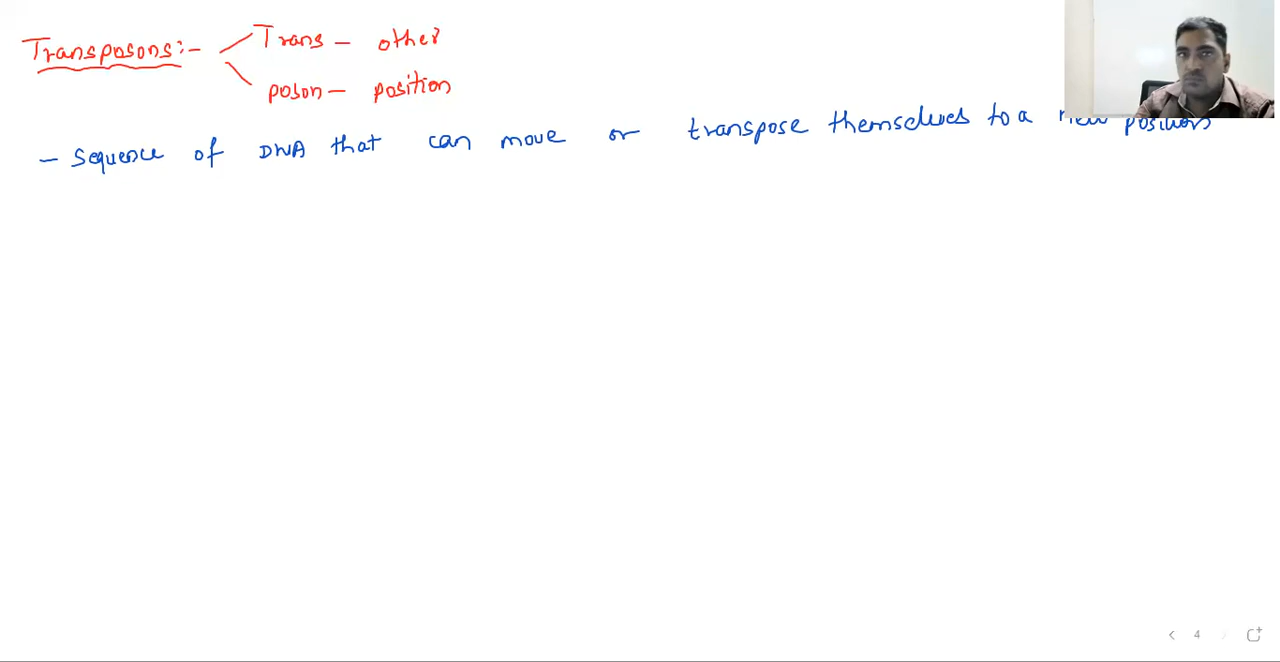 Transposons:- Trans - other
poson - position
- Sequence of DNA that can move or transpose themselves to a new position
4